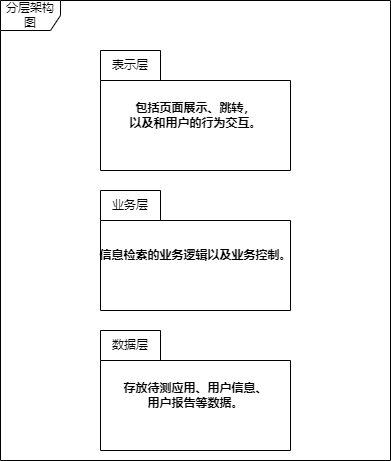 分层架构
图
表示层
包括页面展示、跳转，
以及和用户的行为交互。
业务层
信息检索的业务逻辑以及业务控制。
数据层
存放待测应用、用户信息、
用户报告等数据。